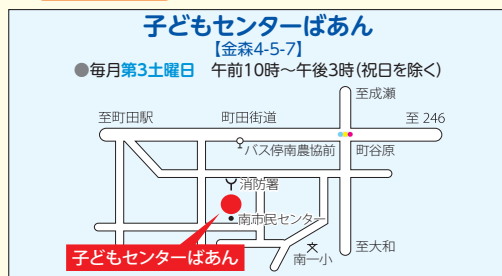 子どもセンターばあん
【金森4-5-7】
●毎月第3土曜日　午前10時～午後3時(祝日を除く)
至成瀬
至町田駅
町田街道
至 246
バス停南農協前
町谷原
消防署
南市民センター
子どもセンターばあん
文
南一小
至大和